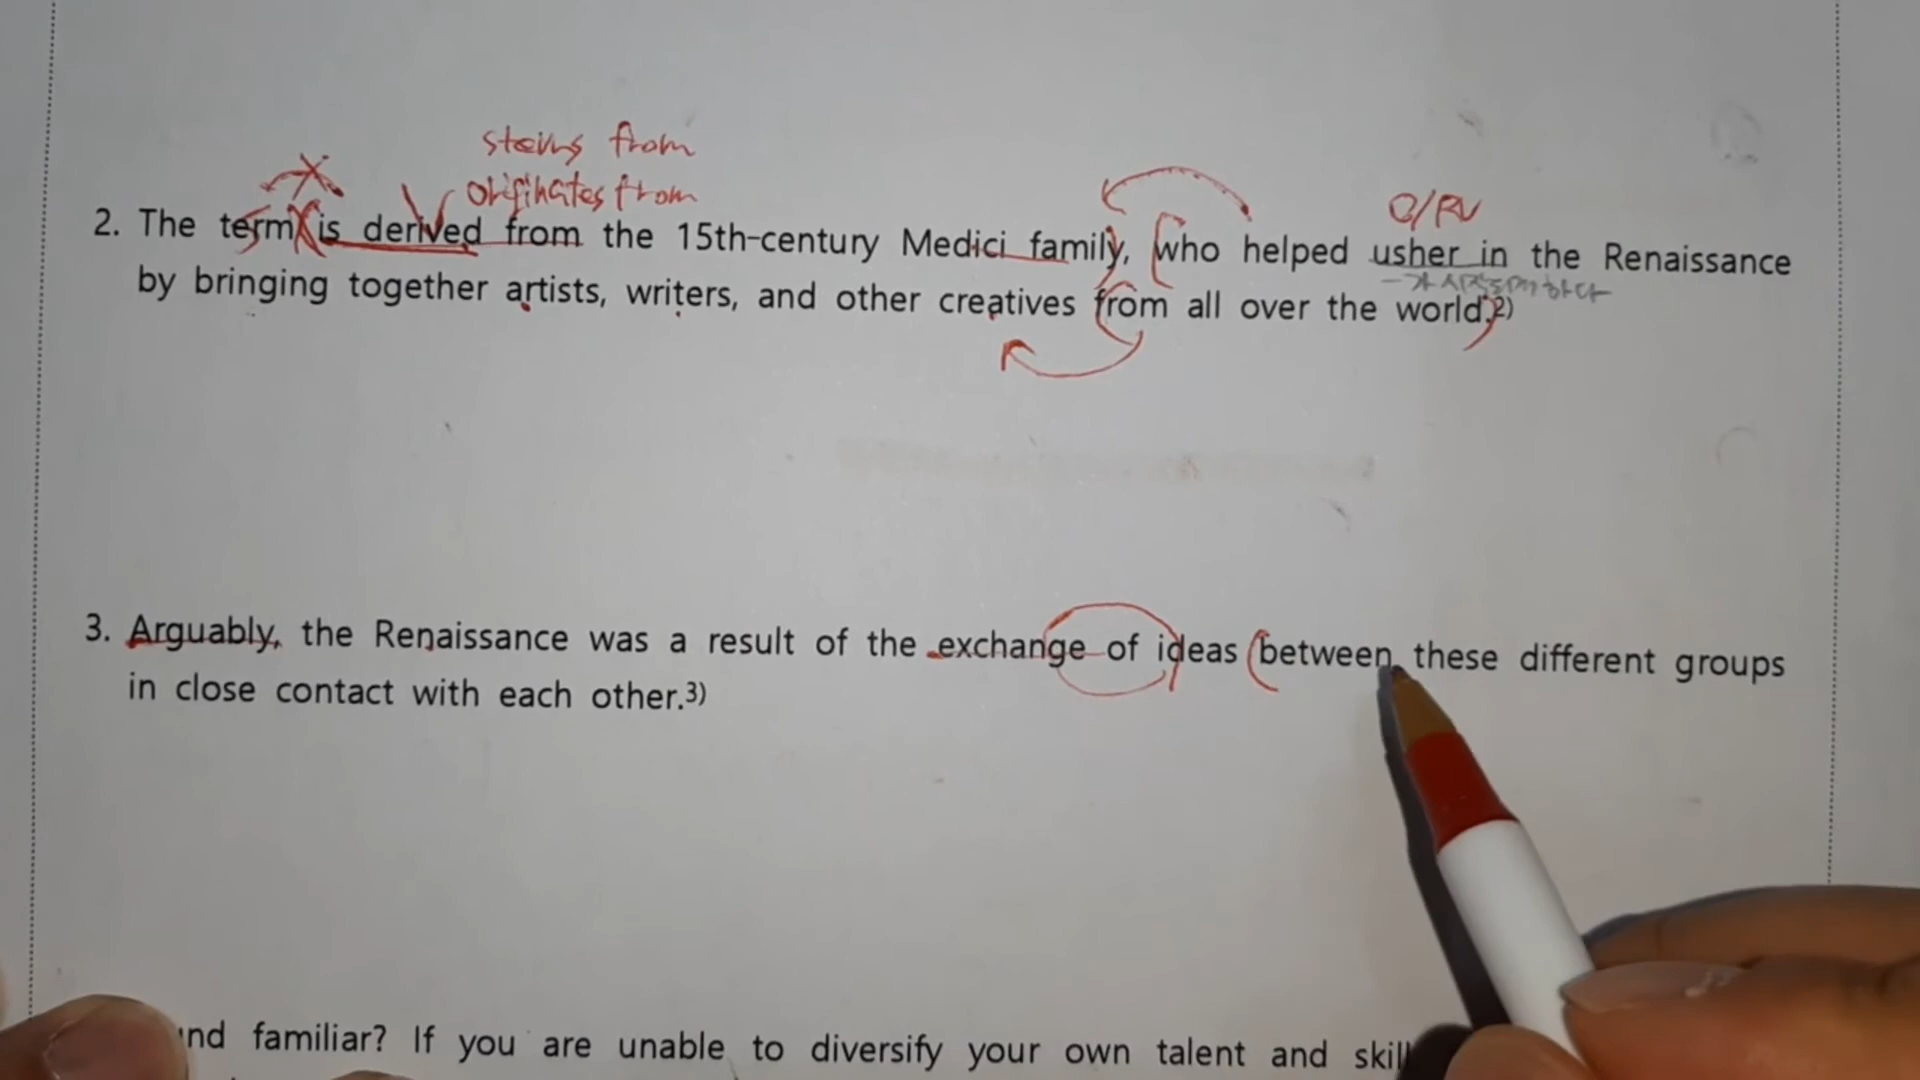 stems from
originates from
O/RV
2. The term is derived from the 15th-century Medici family, who helped usher in the Renaissance
by bringing together artists, writers, and other creatives from all over the world.2)
3. Arguably, the Renaissance was a result of the exchange of ideas between these different groups
in close contact with each other.3)
familiar? If you are unable to diversify your own talent and